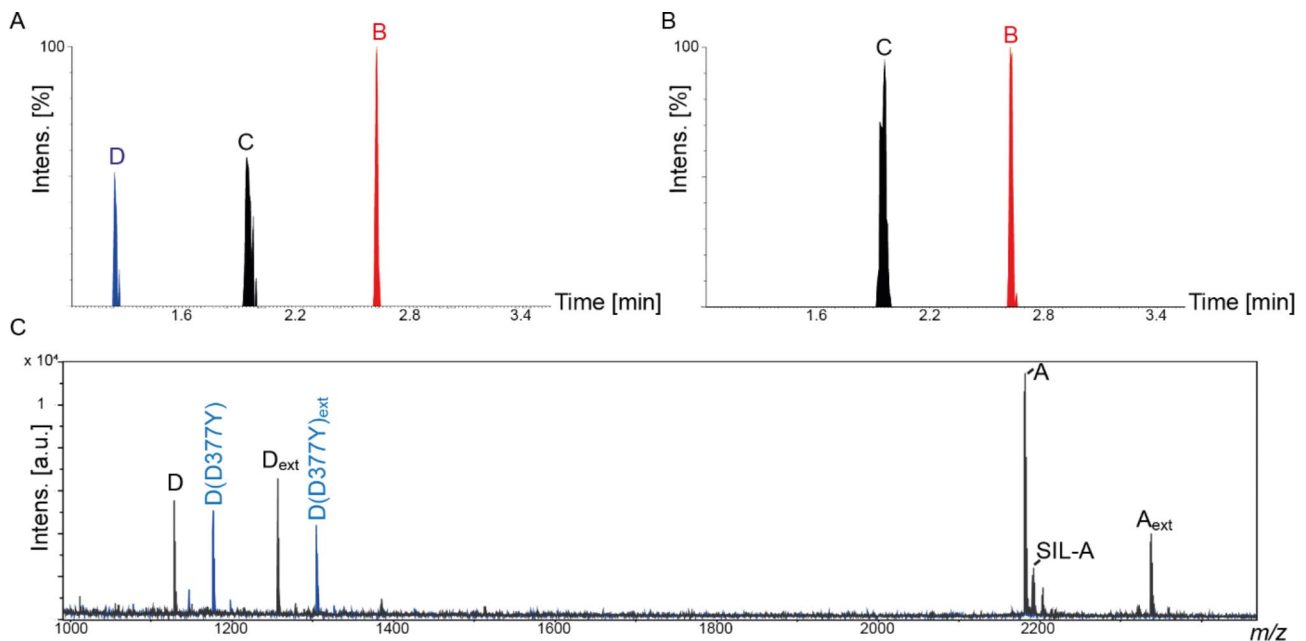 A
100
Intens. [%]
D
C
B
1.6
2.2
2.8
3.4
Time [min]
B
100
Intens. [%]
C
B
1.6
2.2
2.8
3.4
Time [min]
C
x 10⁴
1
Intens. [a.u.]
D
D(D377Y)
Dext
D(D377Y)ext
A
SIL-A
Aext
1000
1200
1400
1600
1800
2000
2200
m/z